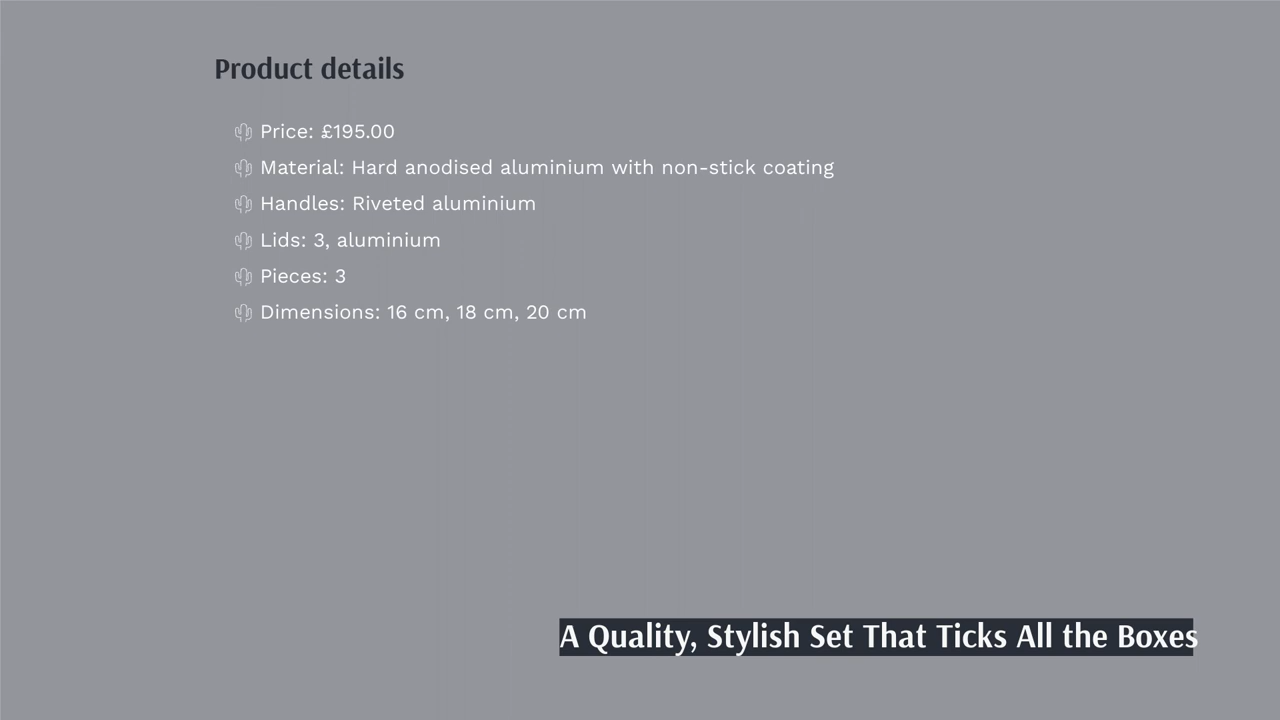 Product details
Price: £195.00
Material: Hard anodised aluminium with non-stick coating
Handles: Riveted aluminium
Lids: 3, aluminium
Pieces: 3
Dimensions: 16 cm, 18 cm, 20 cm
A Quality, Stylish Set That Ticks All the Boxes